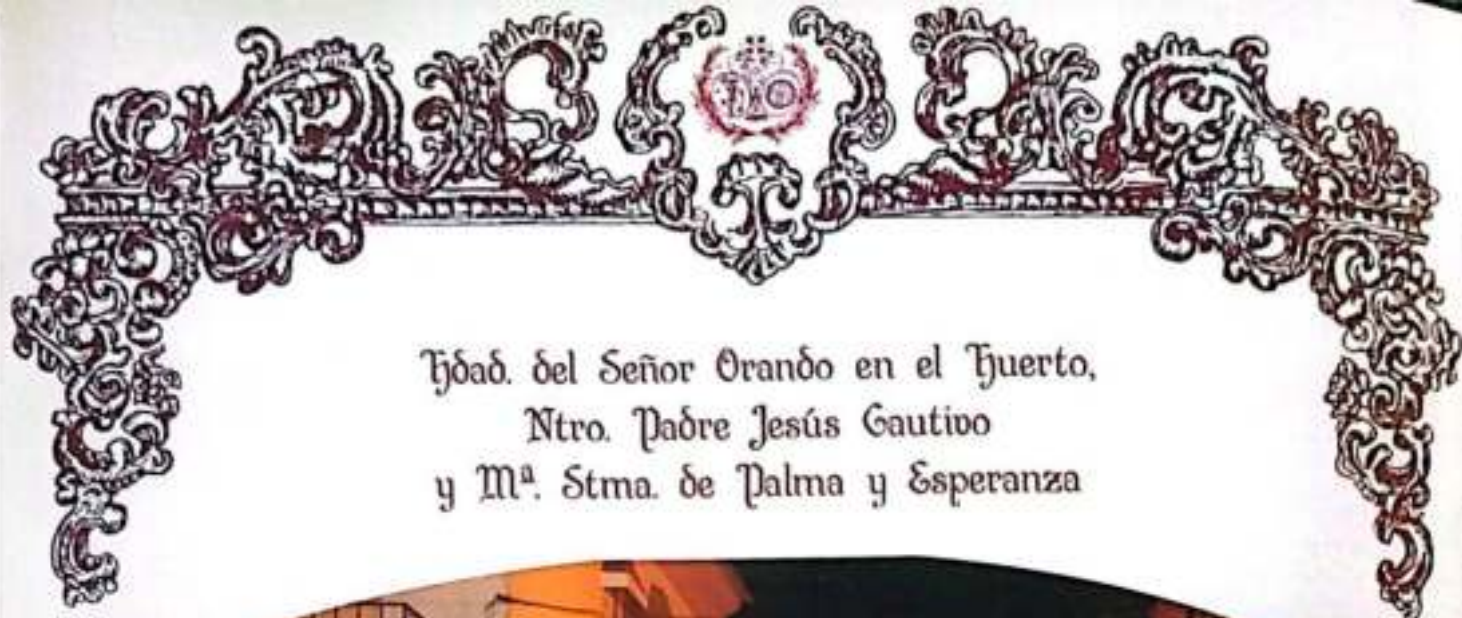 Hdad. del Señor Orando en el Huerto,
Ntro. Padre Jesús Cautivo
y Mª. Stma. de Palma y Esperanza